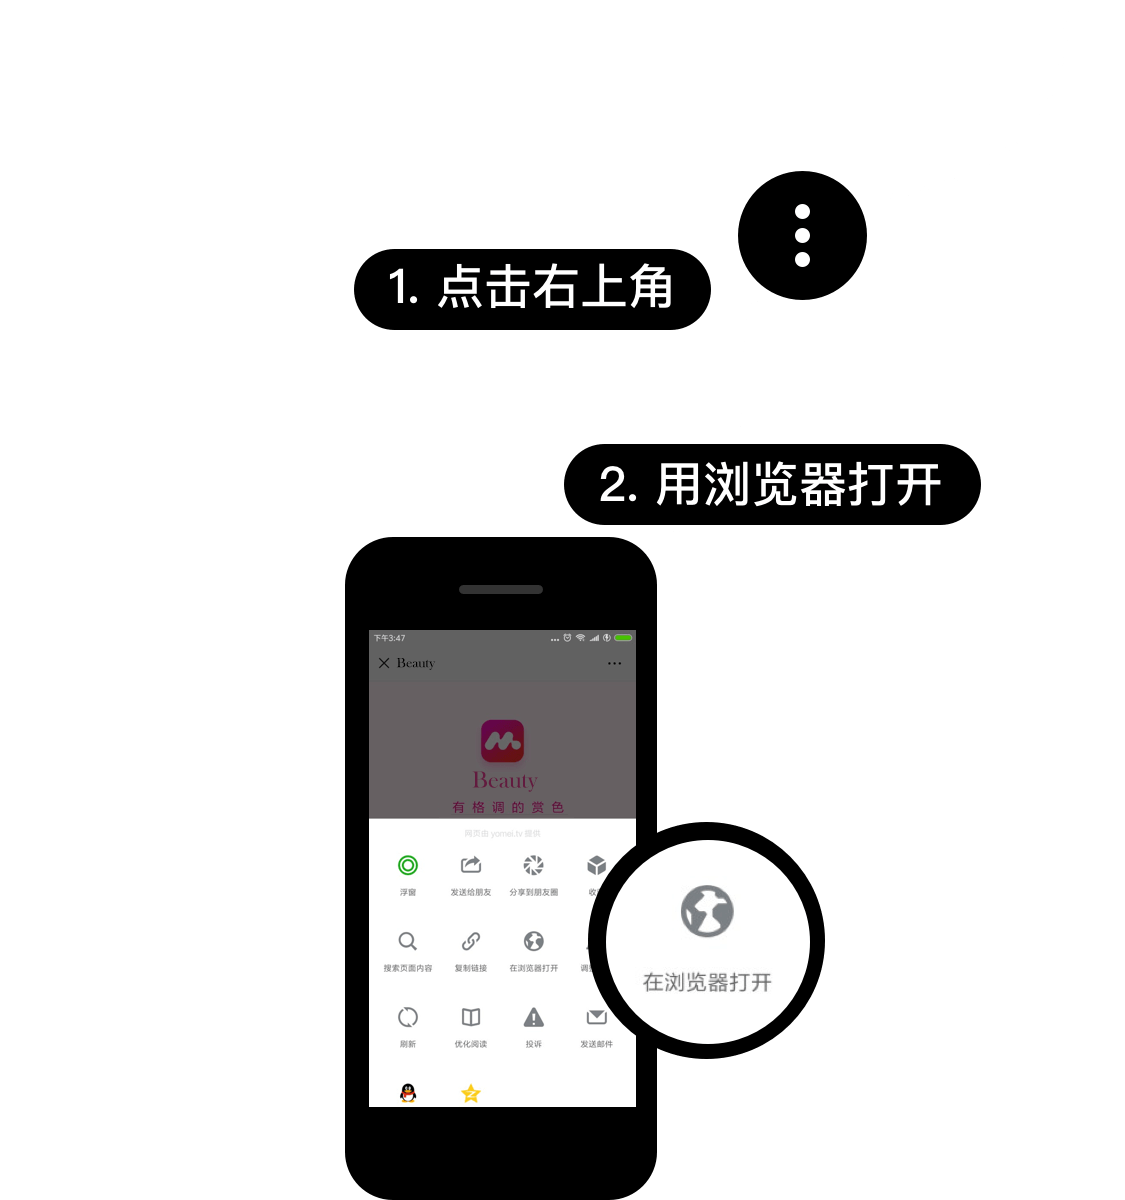 1. 点击右上角
2. 用浏览器打开
下午3:47
Beauty
Beauty
有格调的赏色
网页由 yomei.tv 提供
浮窗
发送给朋友
分享到朋友圈
收
搜索页面内容
复制链接
在浏览器打开
调
在浏览器打开
刷新
优化阅读
投诉
发送邮件